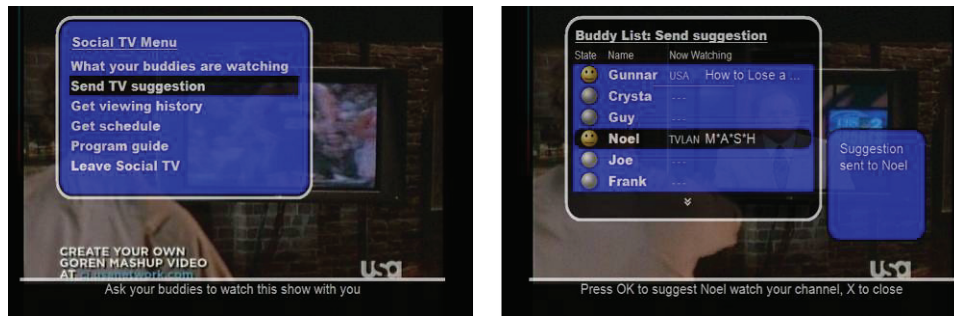 Social TV Menu
What your buddies are watching
Send TV suggestion
Get viewing history
Get schedule
Program guide
Leave Social TV
CREATE YOUR OWN
GOREN MASHUP VIDEO
AT
usa
Ask your buddies to watch this show with you
Buddy List: Send suggestion
State Name Now Watching
Gunnar USA How to Lose a ...
Crysta ---
Guy ---
Noel TVLAN M*A*S*H
Joe ---
Frank ---
Suggestion
sent to Noel
usa
Press OK to suggest Noel watch your channel, X to close